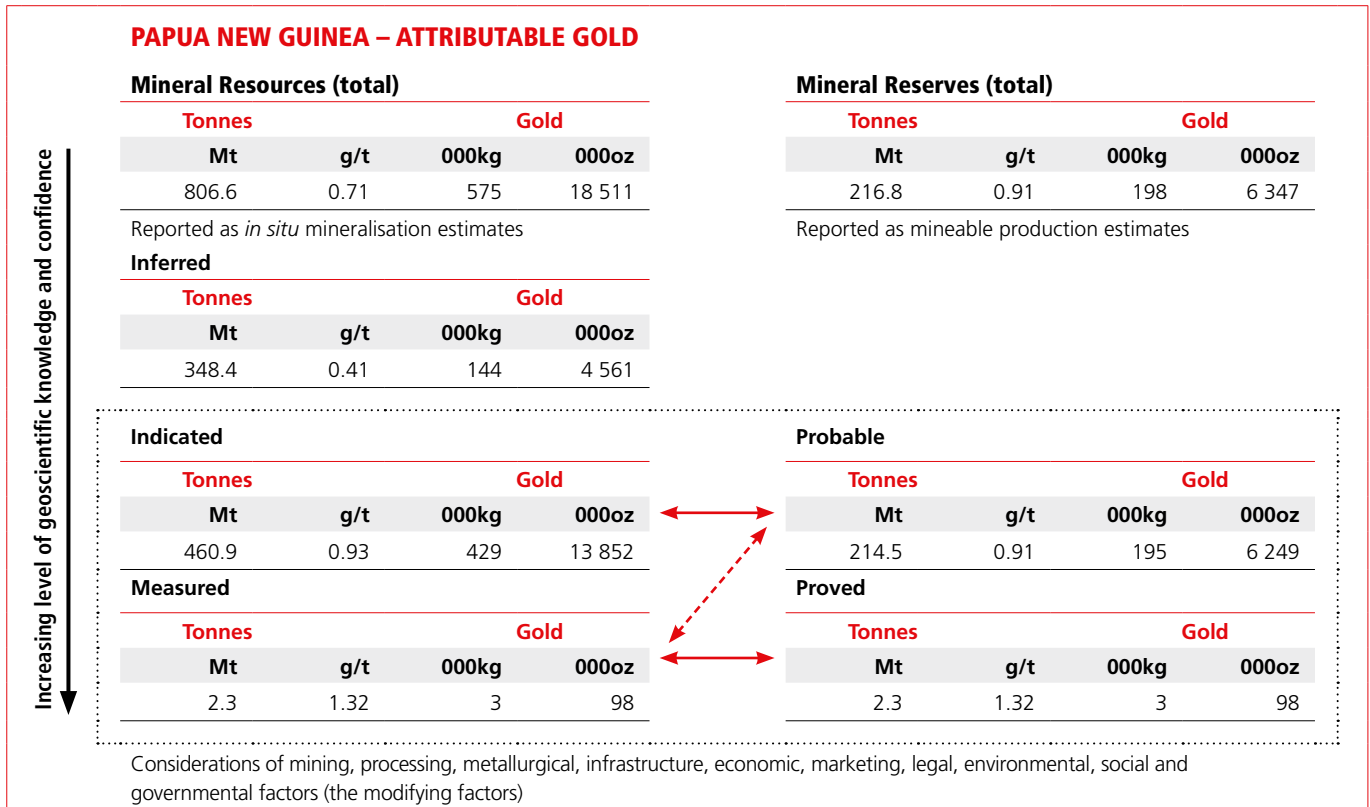 PAPUA NEW GUINEA – ATTRIBUTABLE GOLD
Mineral Resources (total)
Tonnes Gold
Mt g/t 000kg 000oz
806.6 0.71 575 18 511
Reported as in situ mineralisation estimates
Inferred
Tonnes Gold
Mt g/t 000kg 000oz
348.4 0.41 144 4 561
Mineral Reserves (total)
Tonnes Gold
Mt g/t 000kg 000oz
216.8 0.91 198 6 347
Reported as mineable production estimates
Increasing level of geoscientific knowledge and confidence
Indicated
Tonnes Gold
Mt g/t 000kg 000oz
460.9 0.93 429 13 852
Measured
Tonnes Gold
Mt g/t 000kg 000oz
2.3 1.32 3 98
Probable
Tonnes Gold
Mt g/t 000kg 000oz
214.5 0.91 195 6 249
Proved
Tonnes Gold
Mt g/t 000kg 000oz
2.3 1.32 3 98
Considerations of mining, processing, metallurgical, infrastructure, economic, marketing, legal, environmental, social and
governmental factors (the modifying factors)